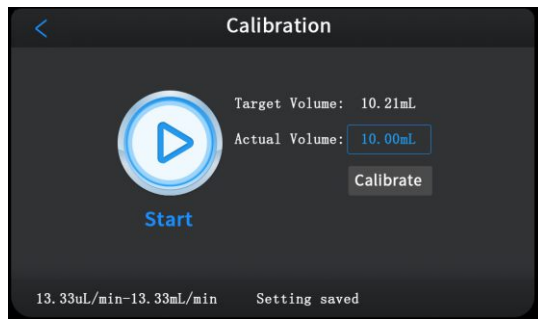 Calibration
Target Volume: 10.21mL
Actual Volume: 10.00mL
Calibrate
Start
13.33uL/min-13.33mL/min Setting saved